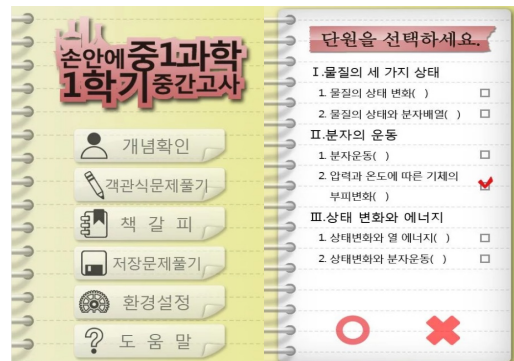 손안에중1과학
1학기중간고사
개념확인
객관식문제풀기
책 갈 피
저장문제풀기
환경설정
도 움 말
단원을 선택하세요.
Ⅰ.물질의 세 가지 상태
1. 물질의 상태 변화( )
2. 물질의 상태와 분자배열( )
Ⅱ.분자의 운동
1. 분자운동( )
2. 압력과 온도에 따른 기체의
부피변화( )
Ⅲ.상태 변화와 에너지
1. 상태변화와 열 에너지( )
2. 상태변화와 분자운동( )